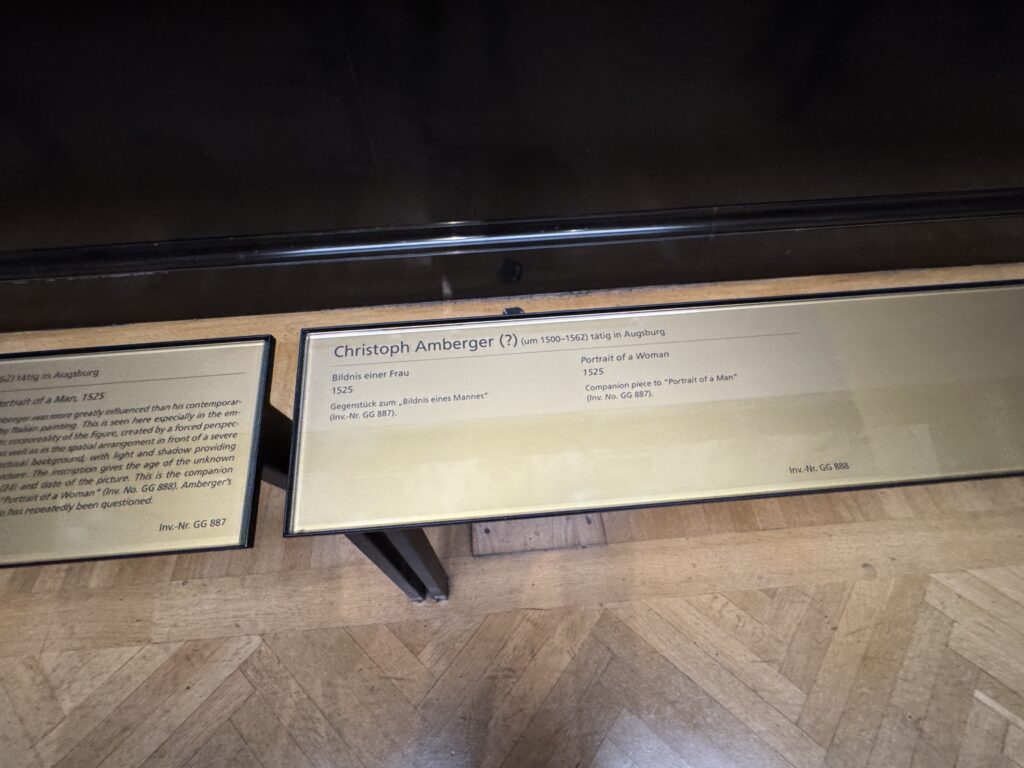 62) tätig in Augsburg
Portrait of a Man, 1525
was more greatly influenced than his contemporar-
by Italian painting. This is seen here especially in the em-
corporeality of the figure, created by a forced perspec-
as well as in the spatial arrangement in front of a severe
background, with light and shadow providing
The inscription gives the age of the unknown
and date of the picture. This is the companion
"Portrait of a Woman" (Inv. No. GG 888). Amberger's
has repeatedly been questioned.
Inv.-Nr. GG 887
Christoph Amberger (?) (um 1500–1562) tätig in Augsburg
Bildnis einer Frau
1525
Gegenstück zum „Bildnis eines Mannes"
(Inv.-Nr. GG 887).
Portrait of a Woman
1525
Companion piece to "Portrait of a Man"
(Inv. No. GG 887).
Inv.-Nr. GG 888